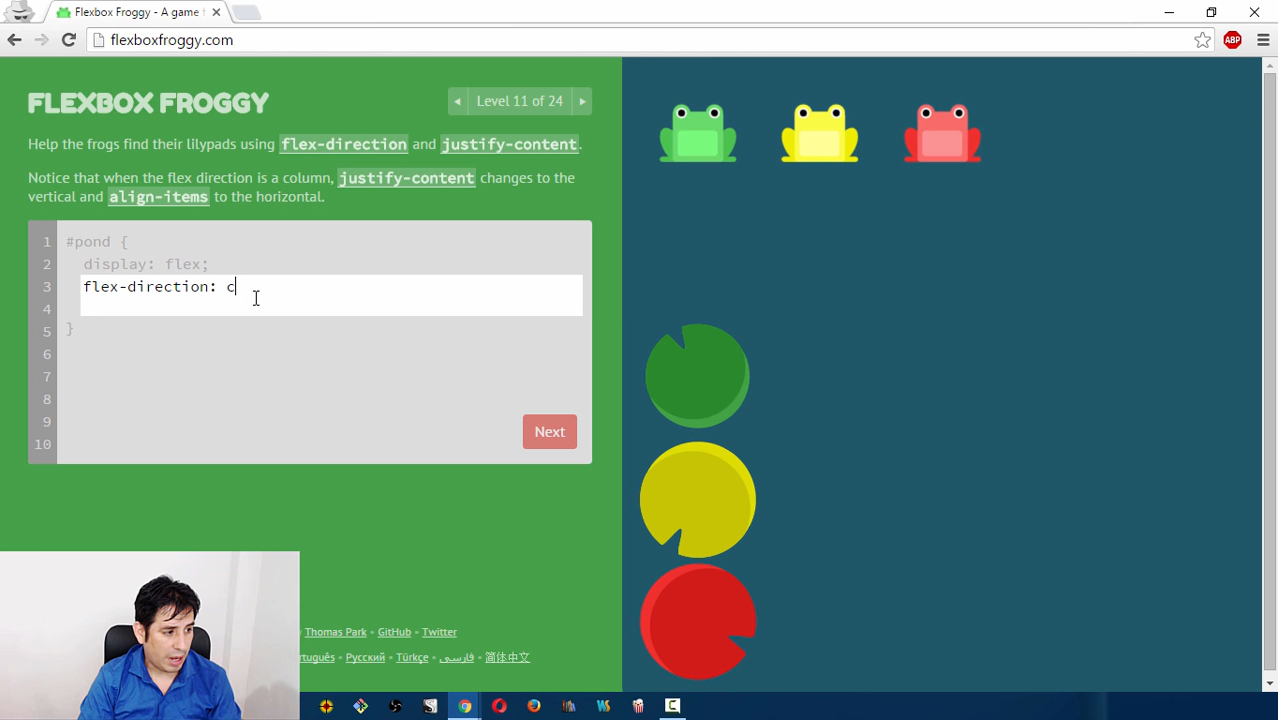 Flexbox Froggy - A game f
flexboxfroggy.com
ABP
FLEXBOX FROGGY
Level 11 of 24
Help the frogs find their lilypads using flex-direction and justify-content.
Notice that when the flex direction is a column, justify-content changes to the
vertical and align-items to the horizontal.
1 #pond {
2 display: flex;
3 flex-direction: c
4
5 }
6
7
8
9
10
Next
Thomas Park • GitHub • Twitter
tuguês • Русский • Türkçe • فارسی • 简体中文